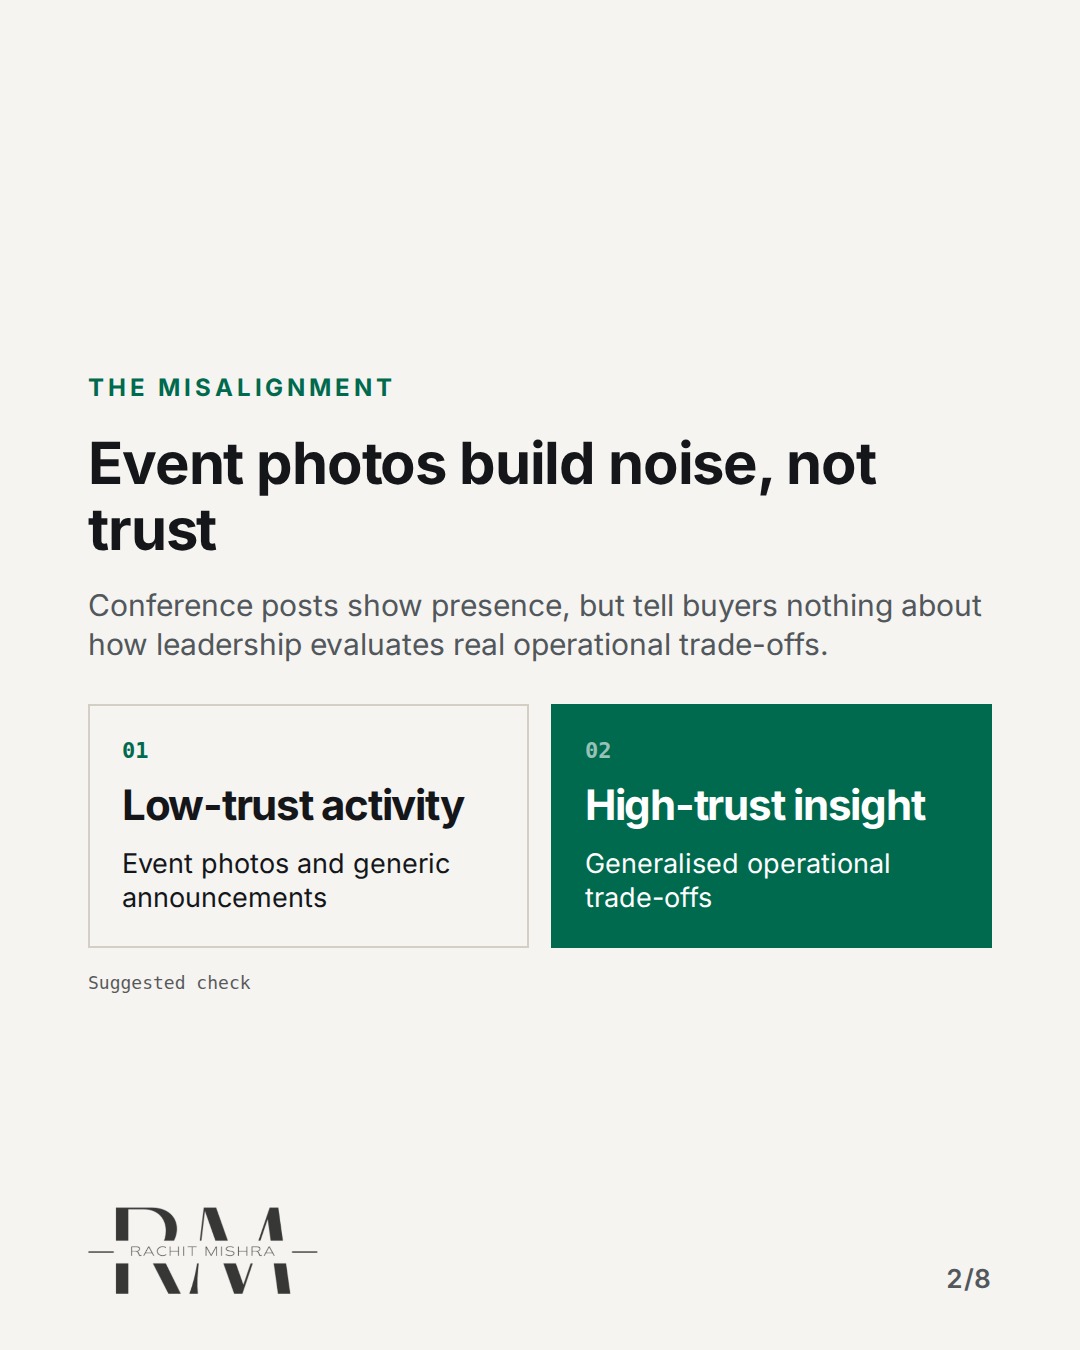 THE MISALIGNMENT
Event photos build noise, not
trust
Conference posts show presence, but tell buyers nothing about
how leadership evaluates real operational trade-offs.
01
Low-trust activity
Event photos and generic
announcements
02
High-trust insight
Generalised operational
trade-offs
Suggested check
RM
RACHIT MISHRA
2/8